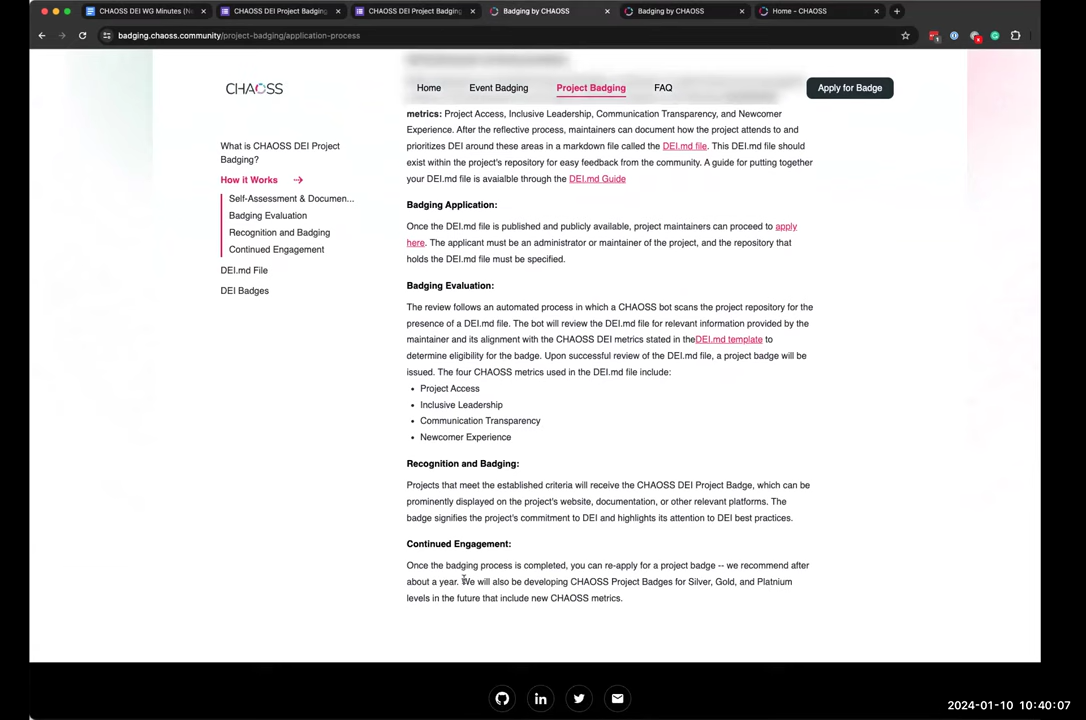 CHAOSS DEI WG Minutes (Ne
CHAOSS DEI Project Badging
CHAOSS DEI Project Badging
Badging by CHAOSS
Badging by CHAOSS
Home - CHAOSS
badging.chaoss.community/project-badging/application-process
CHAOSS
Home
Event Badging
Project Badging
FAQ
Apply for Badge
What is CHAOSS DEI Project
Badging?
How it Works
Self-Assessment & Documen...
Badging Evaluation
Recognition and Badging
Continued Engagement
DEI.md File
DEI Badges
metrics: Project Access, Inclusive Leadership, Communication Transparency, and Newcomer
Experience. After the reflective process, maintainers can document how the project attends to and
prioritizes DEI around these areas in a markdown file called the DEI.md file. This DEI.md file should
exist within the project's repository for easy feedback from the community. A guide for putting together
your DEI.md file is avaialble through the DEI.md Guide
Badging Application:
Once the DEI.md file is published and publicly available, project maintainers can proceed to apply
here. The applicant must be an administrator or maintainer of the project, and the repository that
holds the DEI.md file must be specified.
Badging Evaluation:
The review follows an automated process in which a CHAOSS bot scans the project repository for the
presence of a DEI.md file. The bot will review the DEI.md file for relevant information provided by the
maintainer and its alignment with the CHAOSS DEI metrics stated in theDEI.md template to
determine eligibility for the badge. Upon successful review of the DEI.md file, a project badge will be
issued. The four CHAOSS metrics used in the DEI.md file include:
• Project Access
• Inclusive Leadership
• Communication Transparency
• Newcomer Experience
Recognition and Badging:
Projects that meet the established criteria will receive the CHAOSS DEI Project Badge, which can be
prominently displayed on the project's website, documentation, or other relevant platforms. The
badge signifies the project's commitment to DEI and highlights its attention to DEI best practices.
Continued Engagement:
Once the badging process is completed, you can re-apply for a project badge -- we recommend after
about a year. We will also be developing CHAOSS Project Badges for Silver, Gold, and Platnium
levels in the future that include new CHAOSS metrics.
2024-01-10 10:40:07